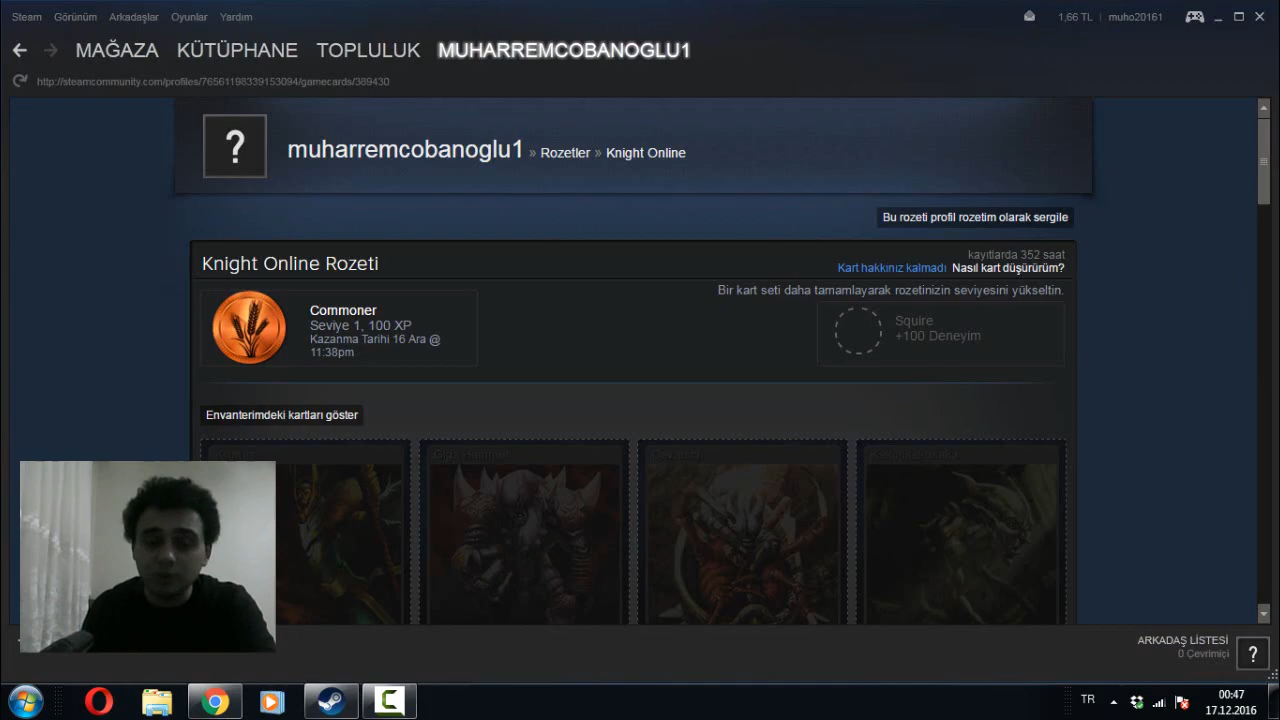 Steam Görünüm Arkadaşlar Oyunlar Yardım
1,66 TL | muho20161
MAĞAZA KÜTÜPHANE TOPLULUK MUHARREMCOBANOGLU1
http://steamcommunity.com/profiles/76561198339153094/gamecards/389430
?
muharremcobanoglu1 » Rozetler » Knight Online
Bu rozeti profil rozetim olarak sergile
Knight Online Rozeti
kayıtlarda 352 saat
Kart hakkınız kalmadı Nasıl kart düşürürüm?
Bir kart seti daha tamamlayarak rozetinizin seviyesini yükseltin.
Commoner
Seviye 1, 100 XP
Kazanma Tarihi 16 Ara @
11:38pm
Squire
+100 Deneyim
Envanterimdeki kartları göster
ARKADAŞ LİSTESİ
0 Çevrimiçi
?
TR
00:47
17.12.2016